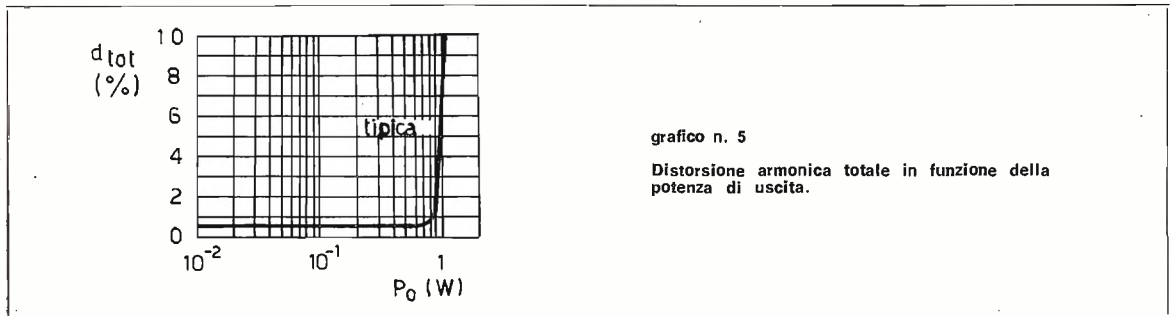 d tot
(%)
10
8
6
4
2
0
tipica
10⁻² 10⁻¹ 1
P₀ (W)
grafico n. 5
Distorsione armonica totale in funzione della
potenza di uscita.